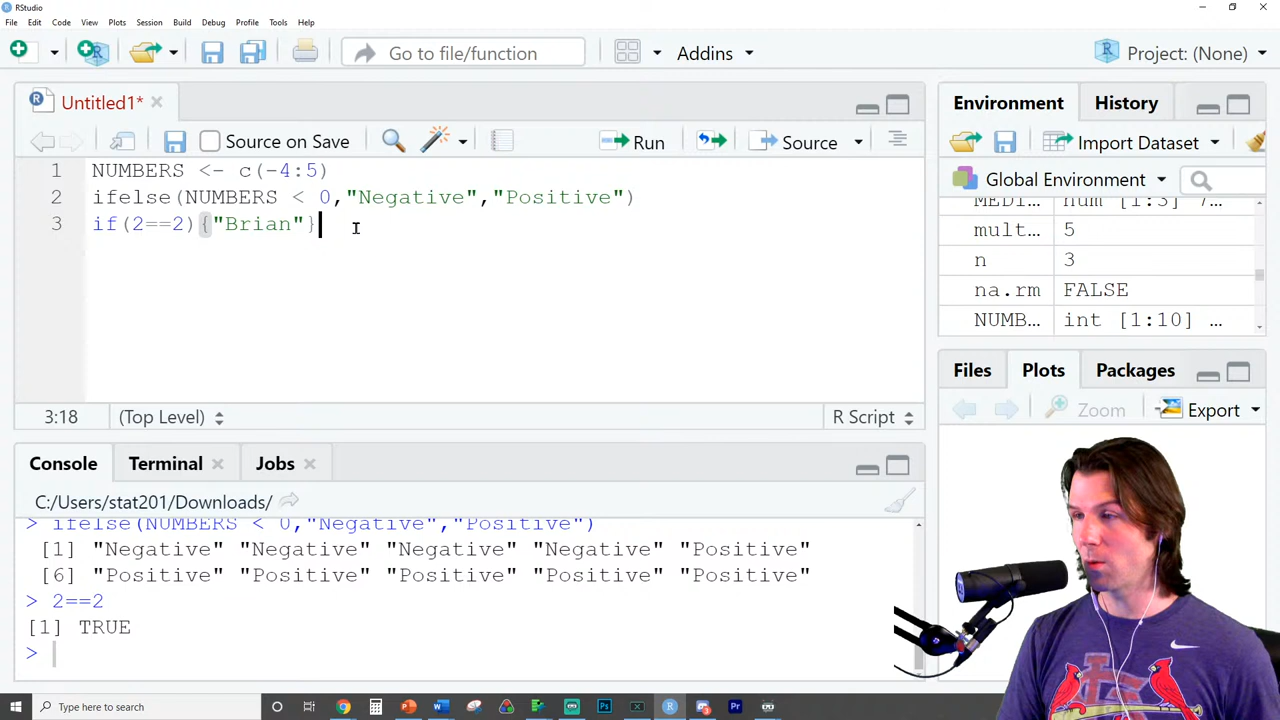 RStudio
File Edit Code View Plots Session Build Debug Profile Tools Help
Go to file/function Addins Project: (None)
Untitled1*
Source on Save Run Source
1 NUMBERS <- c(-4:5)
2 ifelse(NUMBERS < 0,"Negative","Positive")
3 if(2==2){"Brian"}
3:18 (Top Level) R Script
Console Terminal Jobs
C:/Users/stat201/Downloads/
> ifelse(NUMBERS < 0,"Negative","Positive")
[1] "Negative" "Negative" "Negative" "Negative" "Positive"
[6] "Positive" "Positive" "Positive" "Positive" "Positive"
> 2==2
[1] TRUE
>
Environment History
Import Dataset
Global Environment
mult... 5
n 3
na.rm FALSE
NUMB... int [1:10] ...
Files Plots Packages
Zoom Export
Type here to search